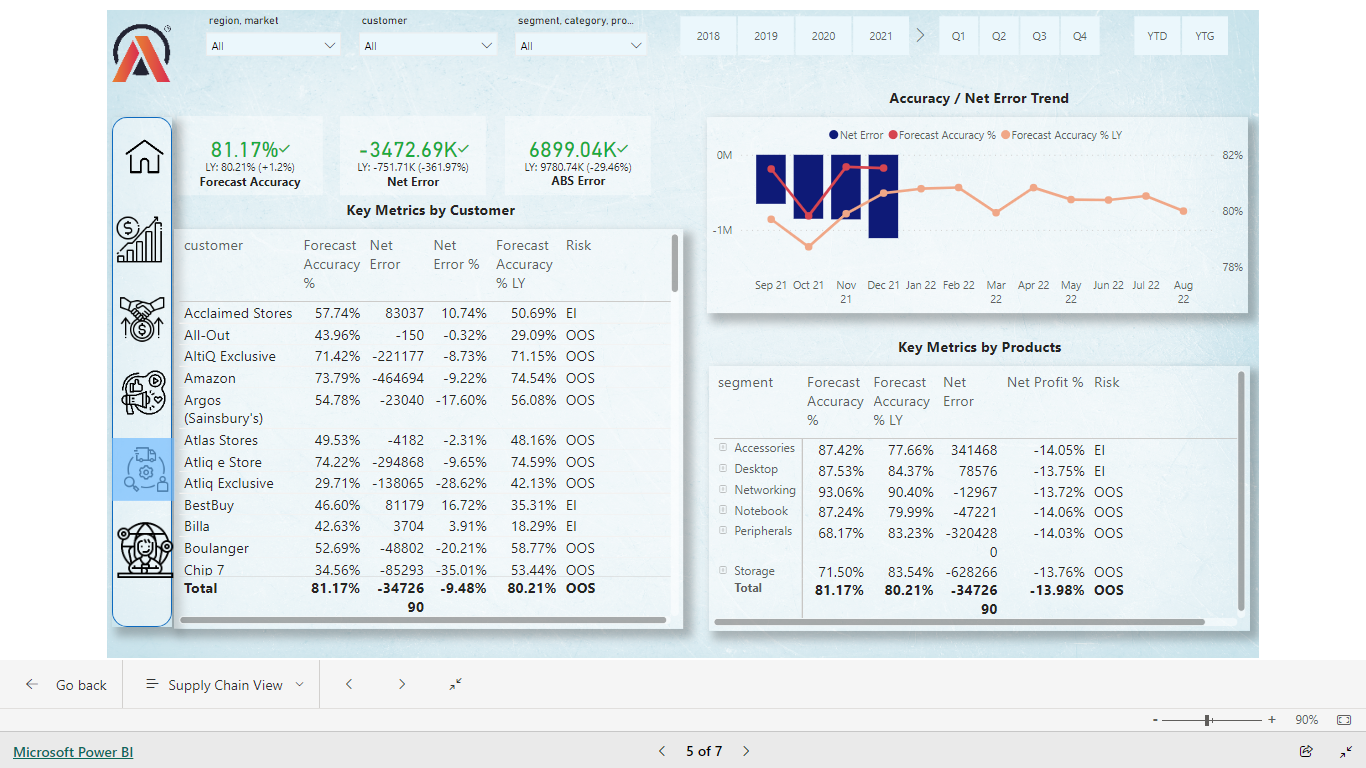 region, market
customer
segment, category, pro...
All
All
All
2018 2019 2020 2021
Q1 Q2 Q3 Q4
YTD YTG
81.17%
LY: 80.21% (+1.2%)
Forecast Accuracy
-3472.69K
LY: -751.71K (-361.97%)
Net Error
6899.04K
LY: 9780.74K (-29.46%)
ABS Error
Key Metrics by Customer
customer Forecast Accuracy % Net Error Net Error % Forecast Accuracy % LY Risk
Acclaimed Stores 57.74% 83037 10.74% 50.69% EI
All-Out 43.96% -150 -0.32% 29.09% OOS
AltiQ Exclusive 71.42% -221177 -8.73% 71.15% OOS
Amazon 73.79% -464694 -9.22% 74.54% OOS
Argos (Sainsbury's) 54.78% -23040 -17.60% 56.08% OOS
Atlas Stores 49.53% -4182 -2.31% 48.16% OOS
Atliq e Store 74.22% -294868 -9.65% 74.59% OOS
Atliq Exclusive 29.71% -138065 -28.62% 42.13% OOS
BestBuy 46.60% 81179 16.72% 35.31% EI
Billa 42.63% 3704 3.91% 18.29% EI
Boulanger 52.69% -48802 -20.21% 58.77% OOS
Chip 7 34.56% -85293 -35.01% 53.44% OOS
Total 81.17% -3472690 -9.48% 80.21% OOS
Accuracy / Net Error Trend
Net Error Forecast Accuracy % Forecast Accuracy % LY
0M
-1M
82%
80%
78%
Sep 21 Oct 21 Nov 21 Dec 21 Jan 22 Feb 22 Mar 22 Apr 22 May 22 Jun 22 Jul 22 Aug 22
Key Metrics by Products
segment Forecast Accuracy % Forecast Accuracy % LY Net Error Net Profit % Risk
Accessories 87.42% 77.66% 341468 -14.05% EI
Desktop 87.53% 84.37% 78576 -13.75% EI
Networking 93.06% 90.40% -12967 -13.72% OOS
Notebook 87.24% 79.99% -47221 -14.06% OOS
Peripherals 68.17% 83.23% -3204280 -14.03% OOS
Storage 71.50% 83.54% -628266 -13.76% OOS
Total 81.17% 80.21% -3472690 -13.98% OOS
Go back
Supply Chain View
- + 90%
Microsoft Power BI
5 of 7